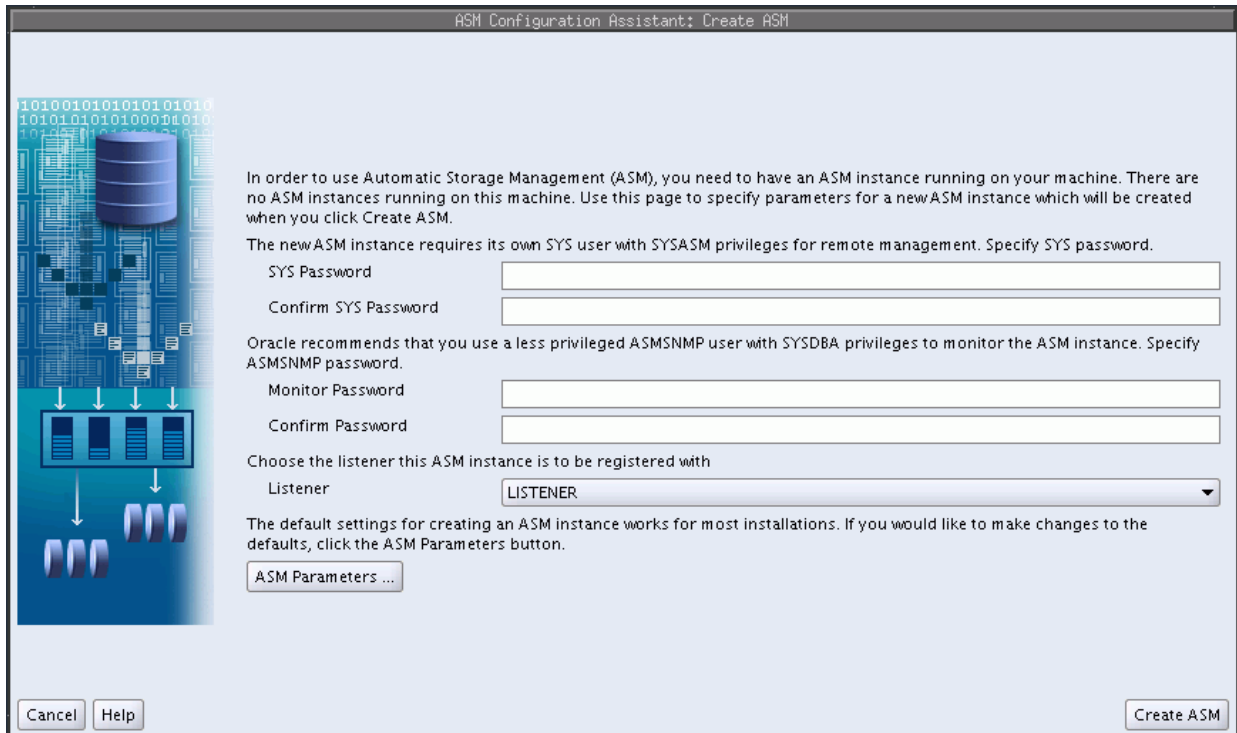 ASM Configuration Assistant: Create ASM
In order to use Automatic Storage Management (ASM), you need to have an ASM instance running on your machine. There are
no ASM instances running on this machine. Use this page to specify parameters for a new ASM instance which will be created
when you click Create ASM.
The new ASM instance requires its own SYS user with SYSASM privileges for remote management. Specify SYS password.
SYS Password
Confirm SYS Password
Oracle recommends that you use a less privileged ASMSNMP user with SYSDBA privileges to monitor the ASM instance. Specify
ASMSNMP password.
Monitor Password
Confirm Password
Choose the listener this ASM instance is to be registered with
Listener
LISTENER
The default settings for creating an ASM instance works for most installations. If you would like to make changes to the
defaults, click the ASM Parameters button.
ASM Parameters ...
Cancel
Help
Create ASM